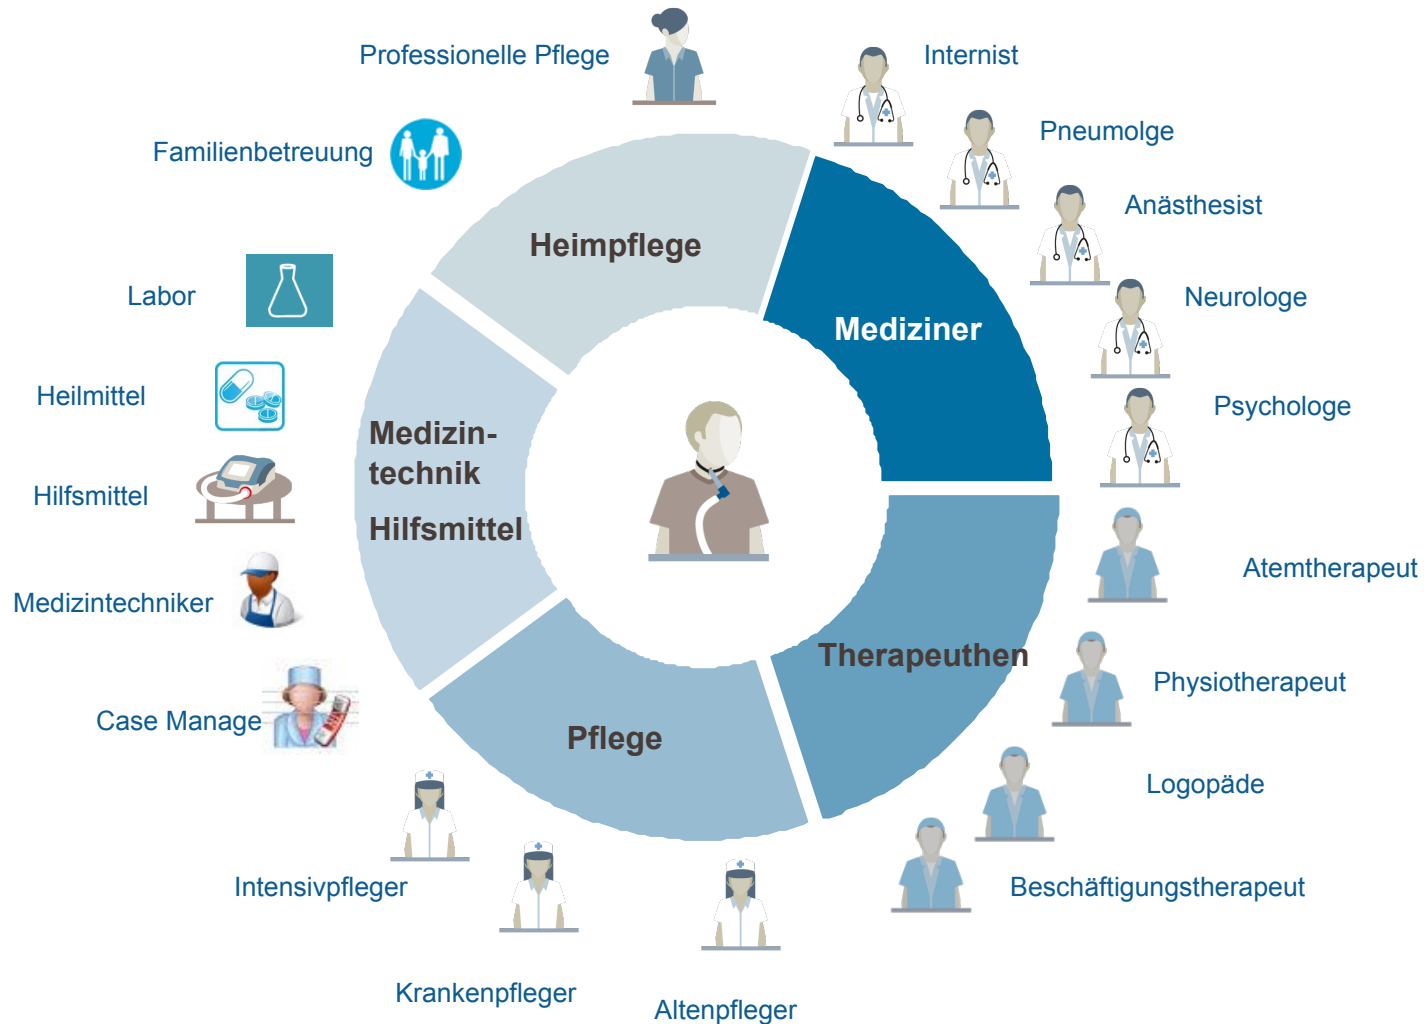 Professionelle Pflege
Internist
Pneumolge
Familienbetreuung
Anästhesist
Heimpflege
Labor
Neurologe
Mediziner
Heilmittel
Psychologe
Medizin-
technik
Hilfsmittel
Hilfsmittel
Atemtherapeut
Medizintechniker
Therapeuthen
Physiotherapeut
Case Manage
Pflege
Logopäde
Intensivpfleger
Beschäftigungstherapeut
Krankenpfleger
Altenpfleger